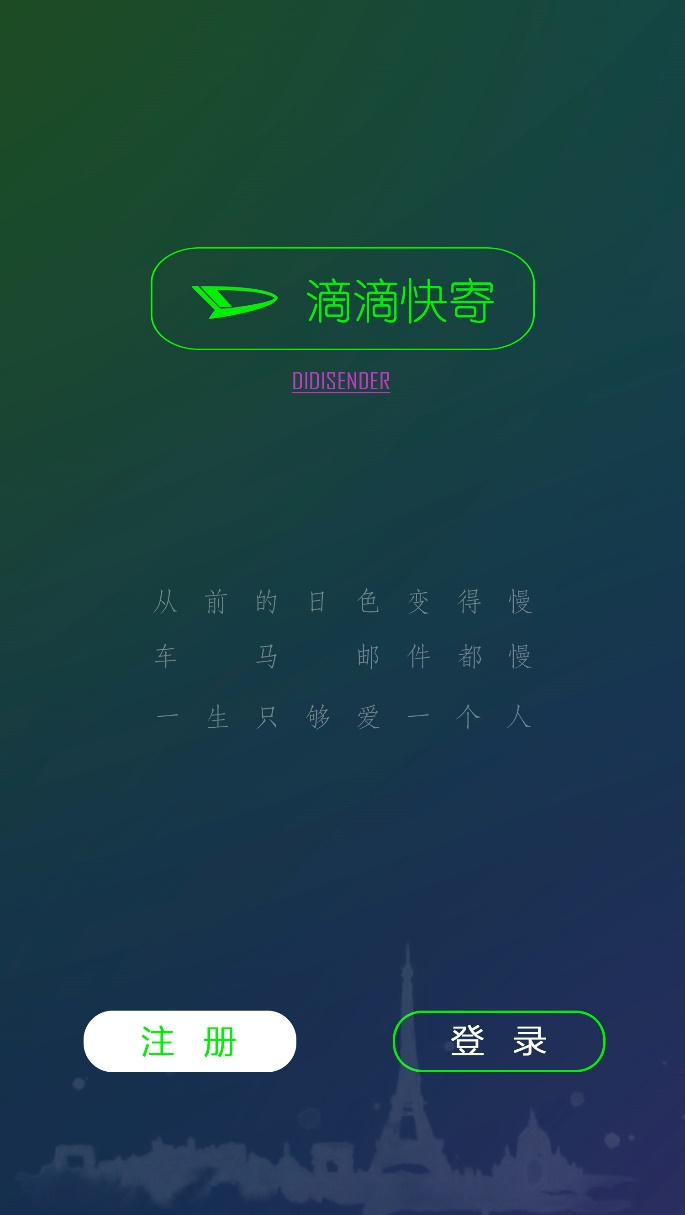 滴滴快寄
DIDISENDER
从前的日色变得慢
车 马 邮件都慢
一生只够爱一个人
注 册
登 录